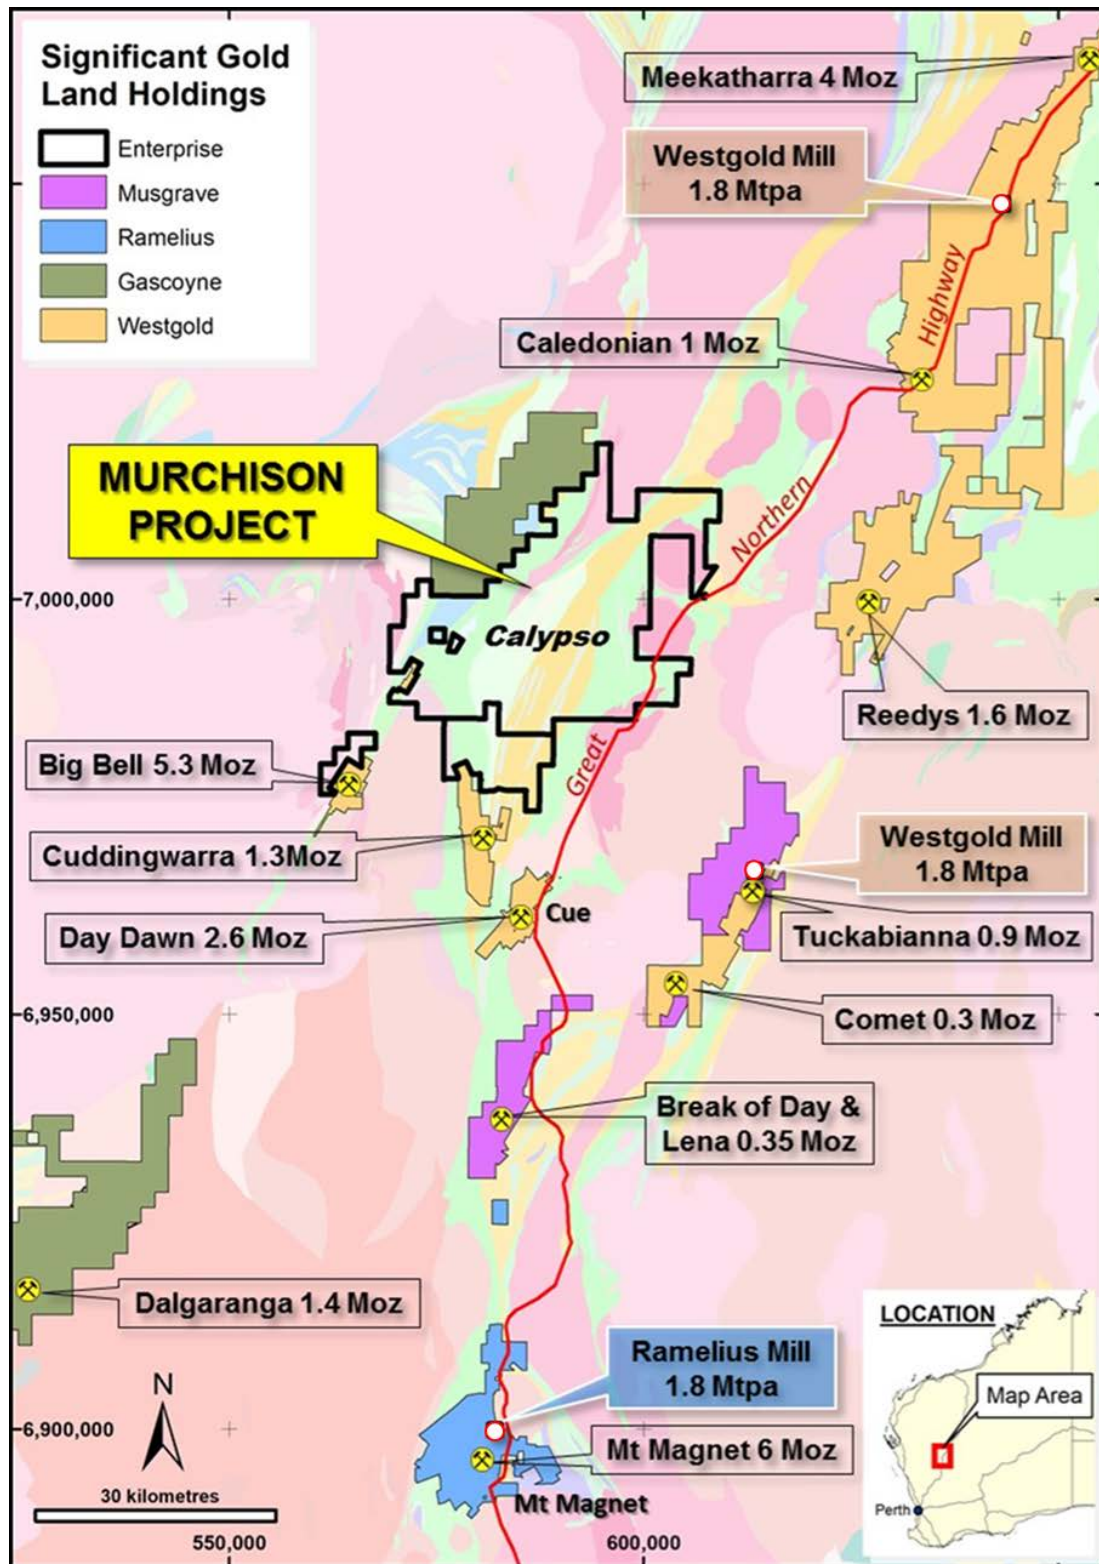 Significant Gold
Land Holdings
Enterprise
Musgrave
Ramelius
Gascoyne
Westgold
Meekatharra 4 Moz
Westgold Mill
1.8 Mtpa
Highway
Caledonian 1 Moz
MURCHISON
PROJECT
Northern
7,000,000
Calypso
Reedys 1.6 Moz
Great
Big Bell 5.3 Moz
Westgold Mill
1.8 Mtpa
Cuddingwarra 1.3Moz
Day Dawn 2.6 Moz
Cue
Tuckabianna 0.9 Moz
6,950,000
Comet 0.3 Moz
Break of Day &
Lena 0.35 Moz
Dalgaranga 1.4 Moz
LOCATION
Map Area
Perth
Ramelius Mill
1.8 Mtpa
N
6,900,000
Mt Magnet 6 Moz
Mt Magnet
30 kilometres
550,000
600,000